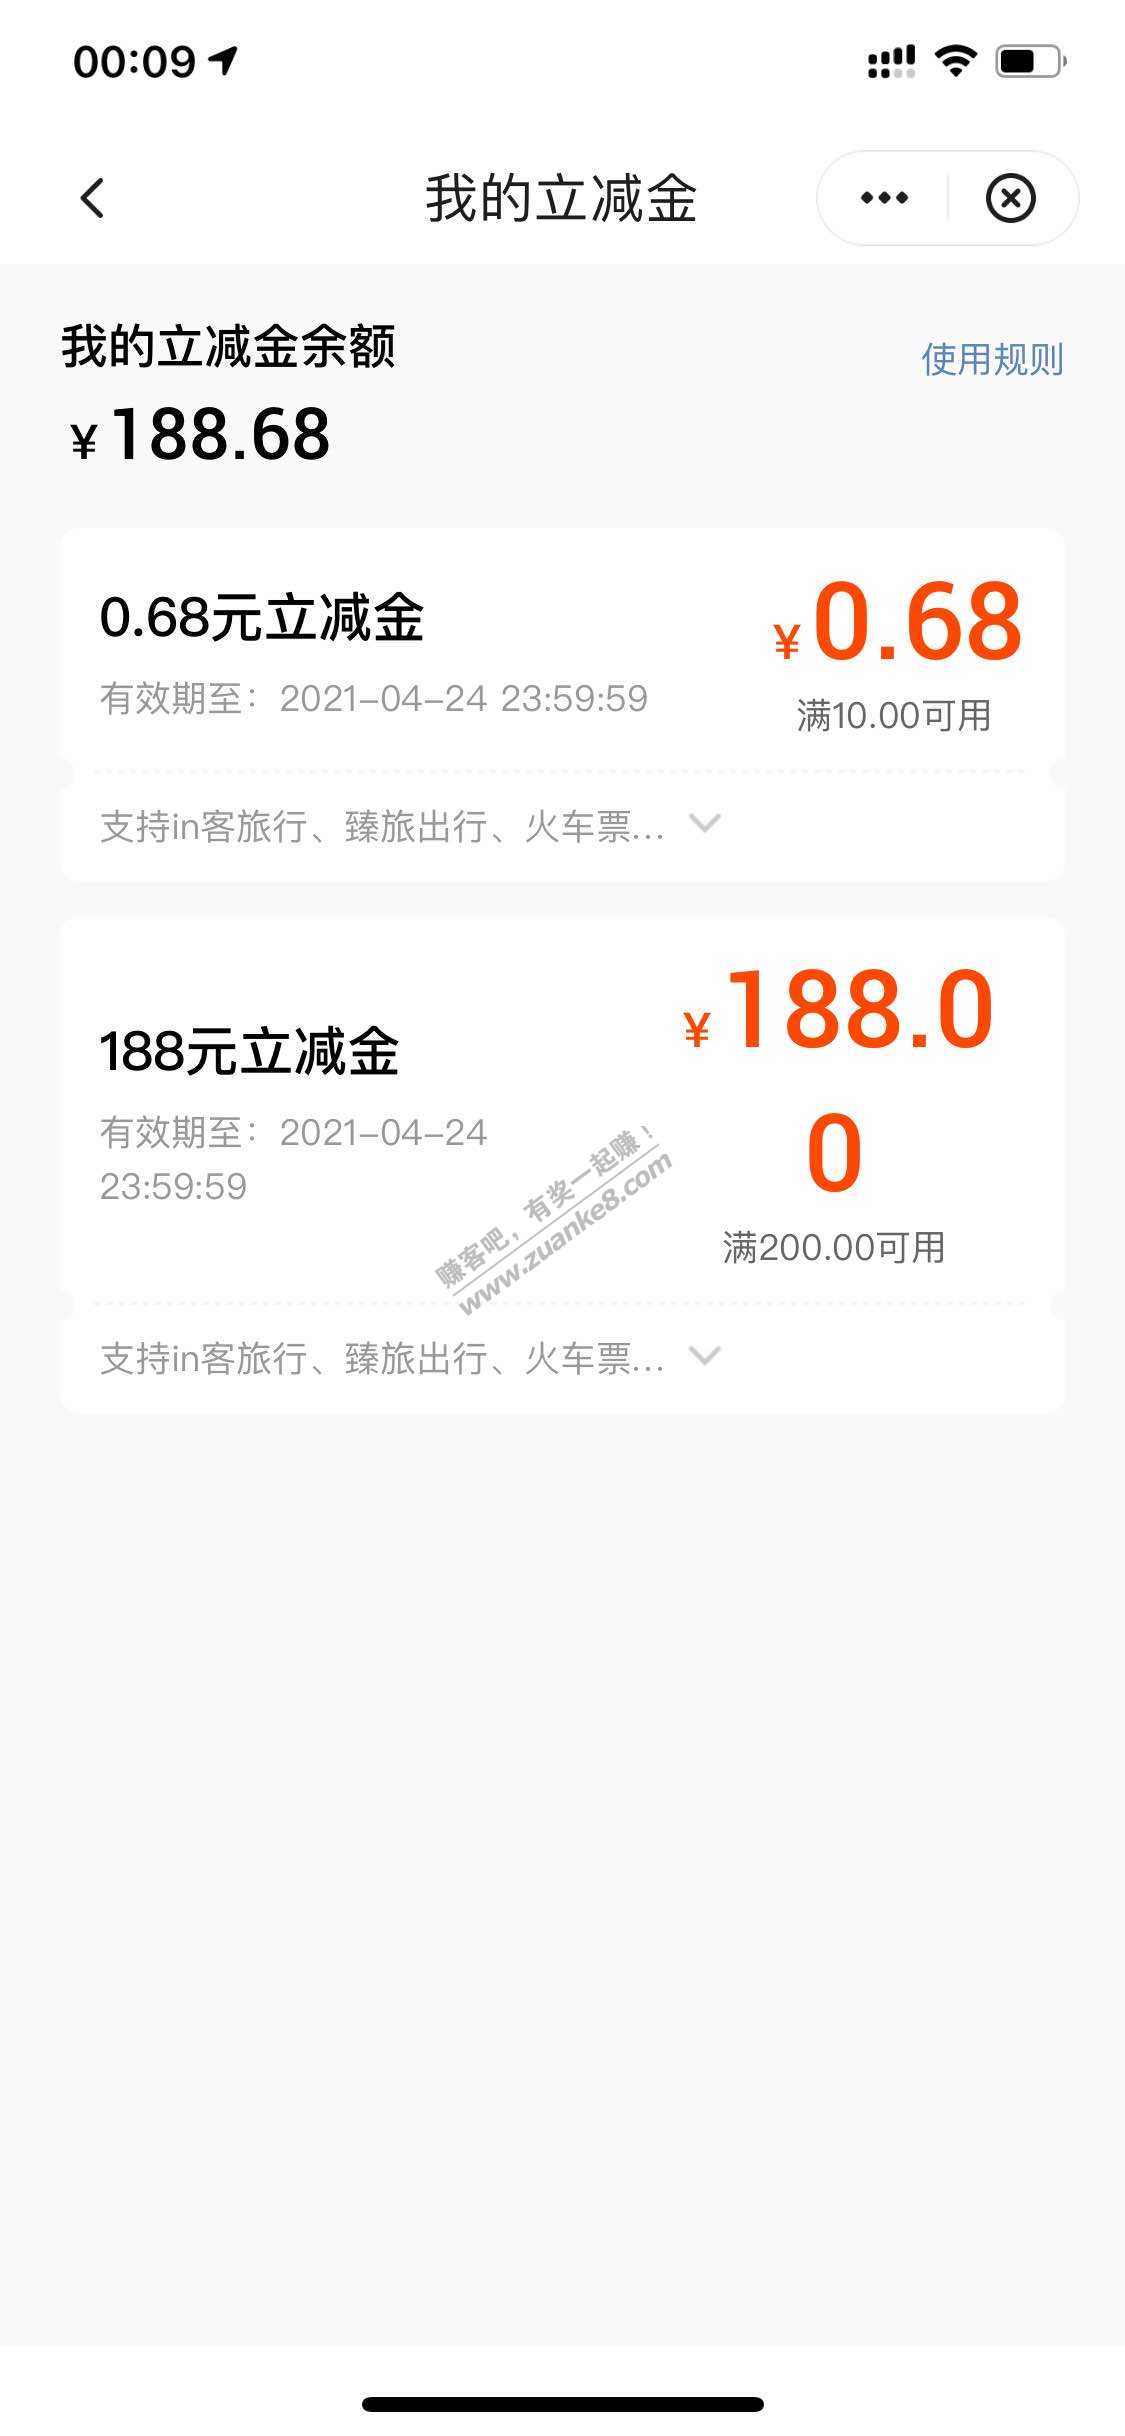 00:09
我的立减金
我的立减金余额
使用规则
¥188.68
0.68元立减金
¥0.68
有效期至：2021-04-24 23:59:59
满10.00可用
支持in客旅行、臻旅出行、火车票...
188元立减金
¥188.0
0
有效期至：2021-04-24
23:59:59
满200.00可用
赚客吧，有奖一起赚！
www.zuanke8.com
支持in客旅行、臻旅出行、火车票...